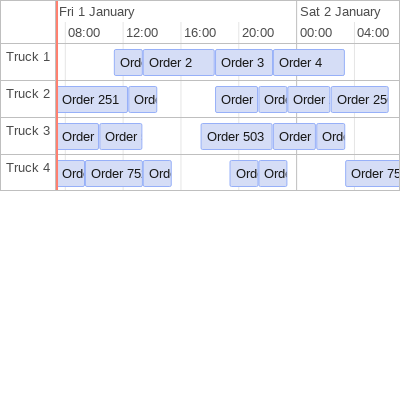 Fri 1 January Sat 2 January
08:00 12:00 16:00 20:00 00:00 04:00
Truck 1 Ord Order 2 Order 3 Order 4
Truck 2 Order 251 Ord Order Ord Order Order 25
Truck 3 Order Order Order 503 Order Ord
Truck 4 Ord Order 75 Ord Ord Ord Order 75